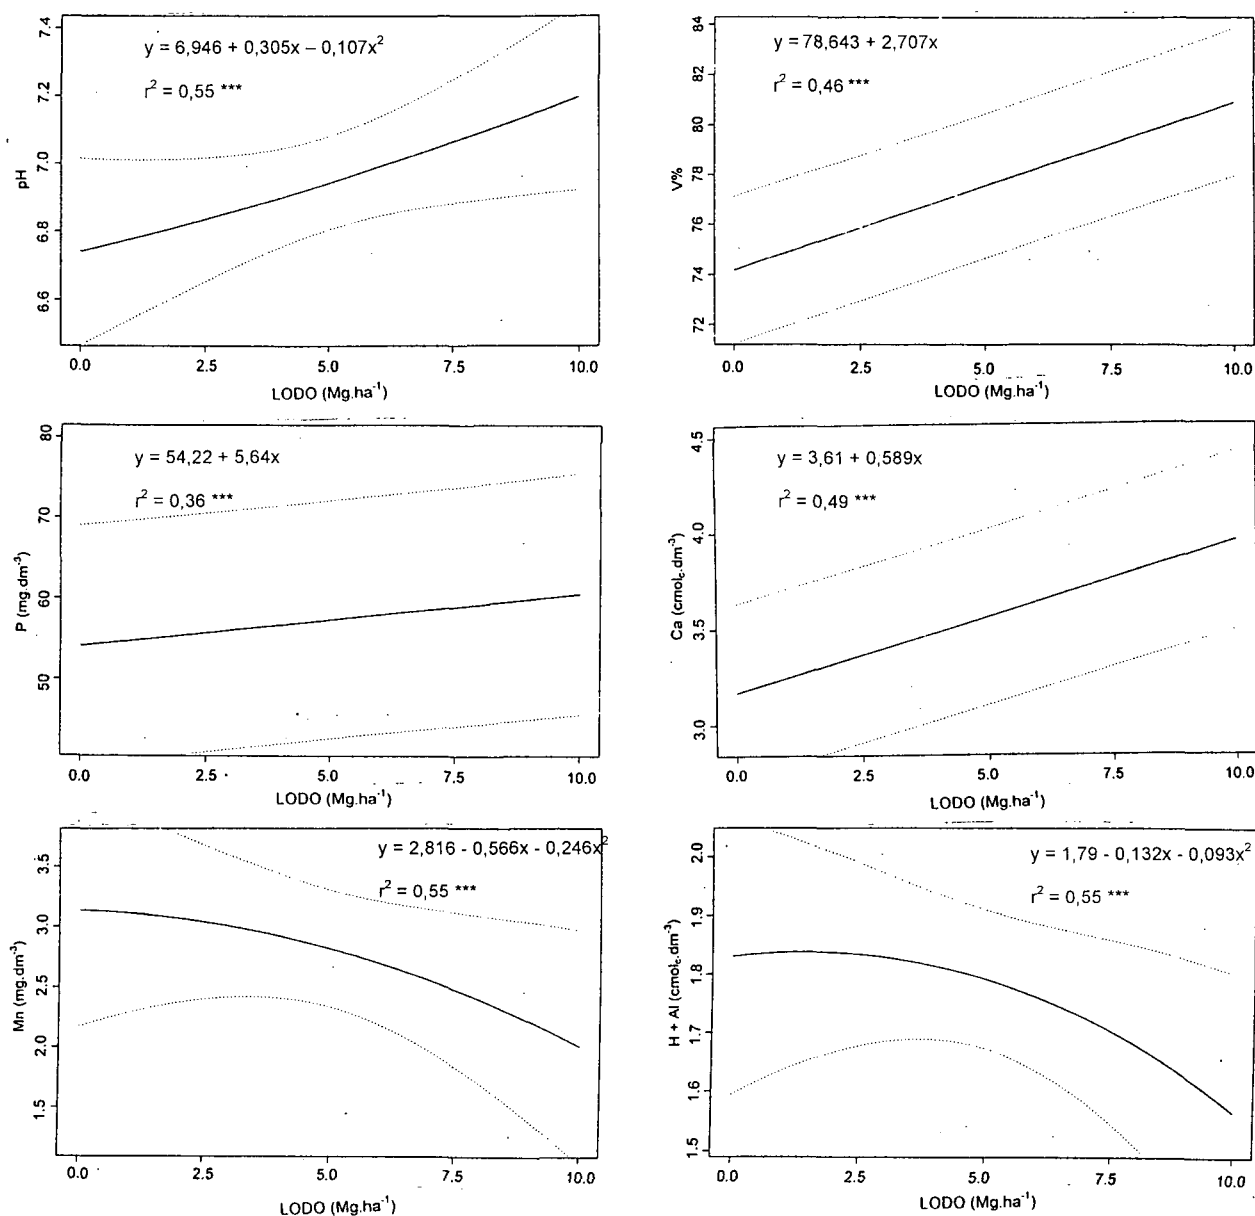 y = 6,946 + 0,305x – 0,107x²
r² = 0,55 ***
pH
7.4
7.2
7.0
6.8
6.6
0.0 2.5 5.0 7.5 10.0
LODO (Mg.ha⁻¹)
y = 78,643 + 2,707x
r² = 0,46 ***
V%
84
82
80
78
76
74
72
0.0 2.5 5.0 7.5 10.0
LODO (Mg.ha⁻¹)
y = 54,22 + 5,64x
r² = 0,36 ***
P (mg.dm⁻³)
80
70
60
50
0.0 2.5 5.0 7.5 10.0
LODO (Mg.ha⁻¹)
y = 3,61 + 0,589x
r² = 0,49 ***
Ca (cmol꜀.dm⁻³)
4.5
4.0
3.5
3.0
0.0 2.5 5.0 7.5 10.0
LODO (Mg.ha⁻¹)
y = 2,816 - 0,566x - 0,246x²
r² = 0,55 ***
Mn (mg.dm⁻³)
3.5
3.0
2.5
2.0
1.5
0.0 2.5 5.0 7.5 10.0
LODO (Mg.ha⁻¹)
y = 1,79 - 0,132x - 0,093x²
r² = 0,55 ***
H + Al (cmol꜀.dm⁻³)
2.0
1.9
1.8
1.7
1.6
1.5
0.0 2.5 5.0 7.5 10.0
LODO (Mg.ha⁻¹)